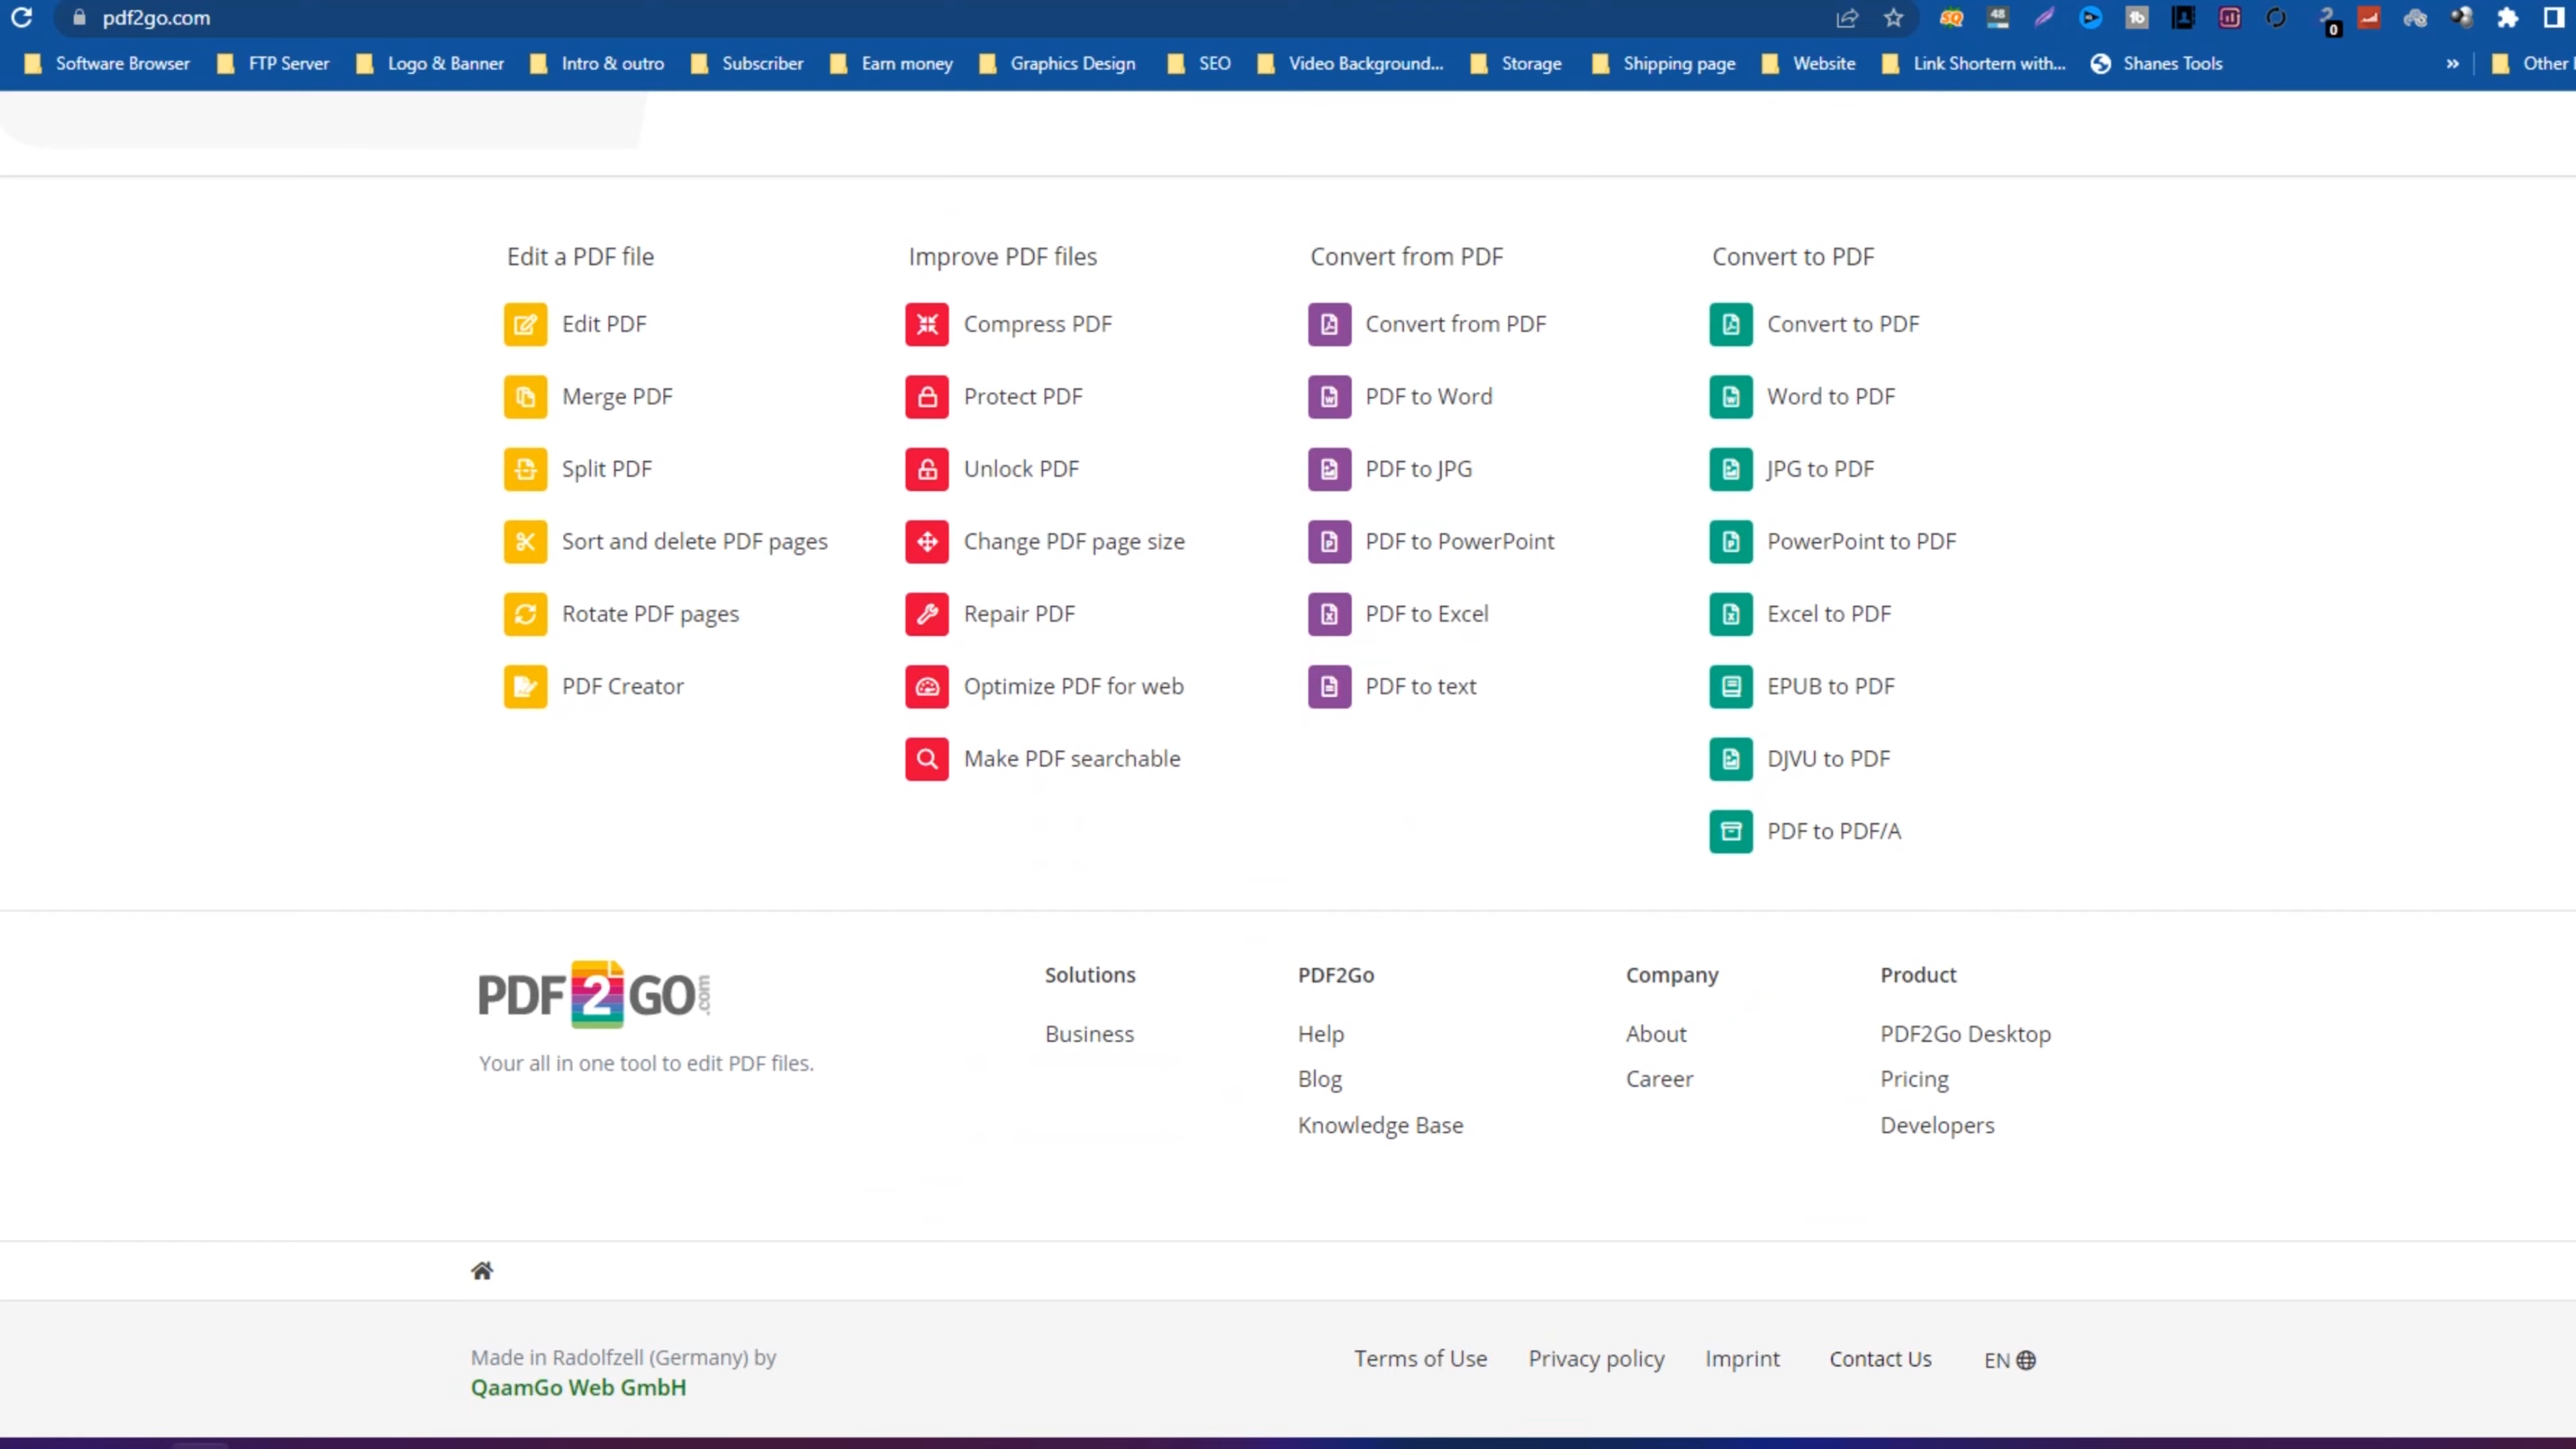 pdf2go.com
48
0
Software Browser
FTP Server
Logo & Banner
Intro & outro
Subscriber
Earn money
Graphics Design
SEO
Video Background...
Storage
Shipping page
Website
Link Shortern with...
Shanes Tools
»
Other
Edit a PDF file
Edit PDF
Merge PDF
Split PDF
Sort and delete PDF pages
Rotate PDF pages
PDF Creator
Improve PDF files
Compress PDF
Protect PDF
Unlock PDF
Change PDF page size
Repair PDF
Optimize PDF for web
Make PDF searchable
Convert from PDF
Convert from PDF
PDF to Word
PDF to JPG
PDF to PowerPoint
PDF to Excel
PDF to text
Convert to PDF
Convert to PDF
Word to PDF
JPG to PDF
PowerPoint to PDF
Excel to PDF
EPUB to PDF
DJVU to PDF
PDF to PDF/A
PDF2GO.com
Your all in one tool to edit PDF files.
Solutions
Business
PDF2Go
Help
Blog
Knowledge Base
Company
About
Career
Product
PDF2Go Desktop
Pricing
Developers
Made in Radolfzell (Germany) by
QaamGo Web GmbH
Terms of Use
Privacy policy
Imprint
Contact Us
EN